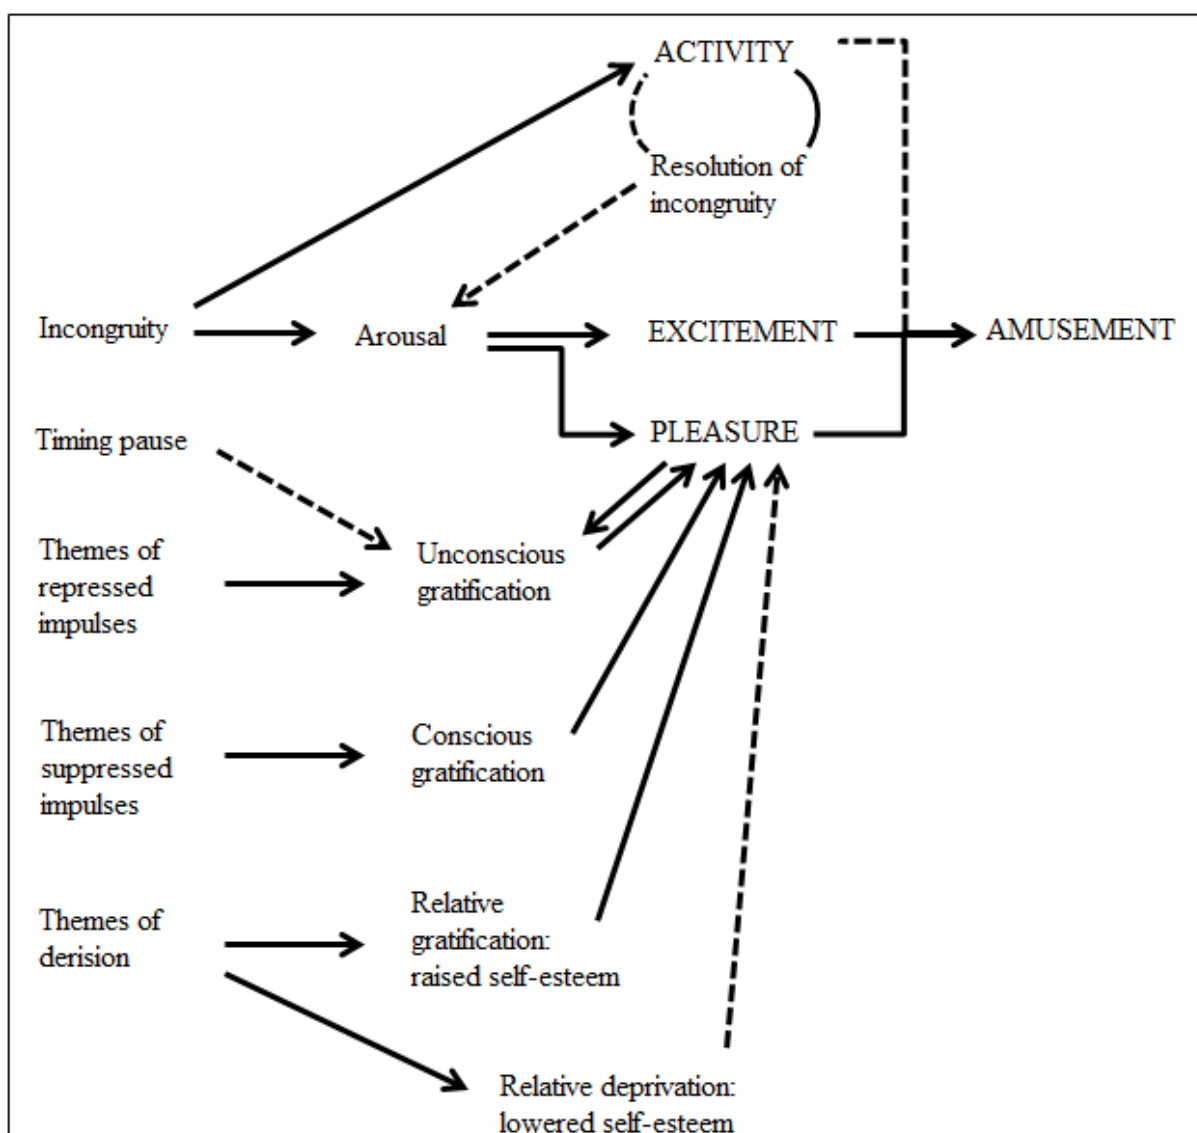 ACTIVITY
Resolution of
incongruity
Incongruity
Arousal
EXCITEMENT
AMUSEMENT
Timing pause
PLEASURE
Themes of
repressed
impulses
Unconscious
gratification
Themes of
suppressed
impulses
Conscious
gratification
Themes of
derision
Relative
gratification:
raised self-esteem
Relative deprivation:
lowered self-esteem